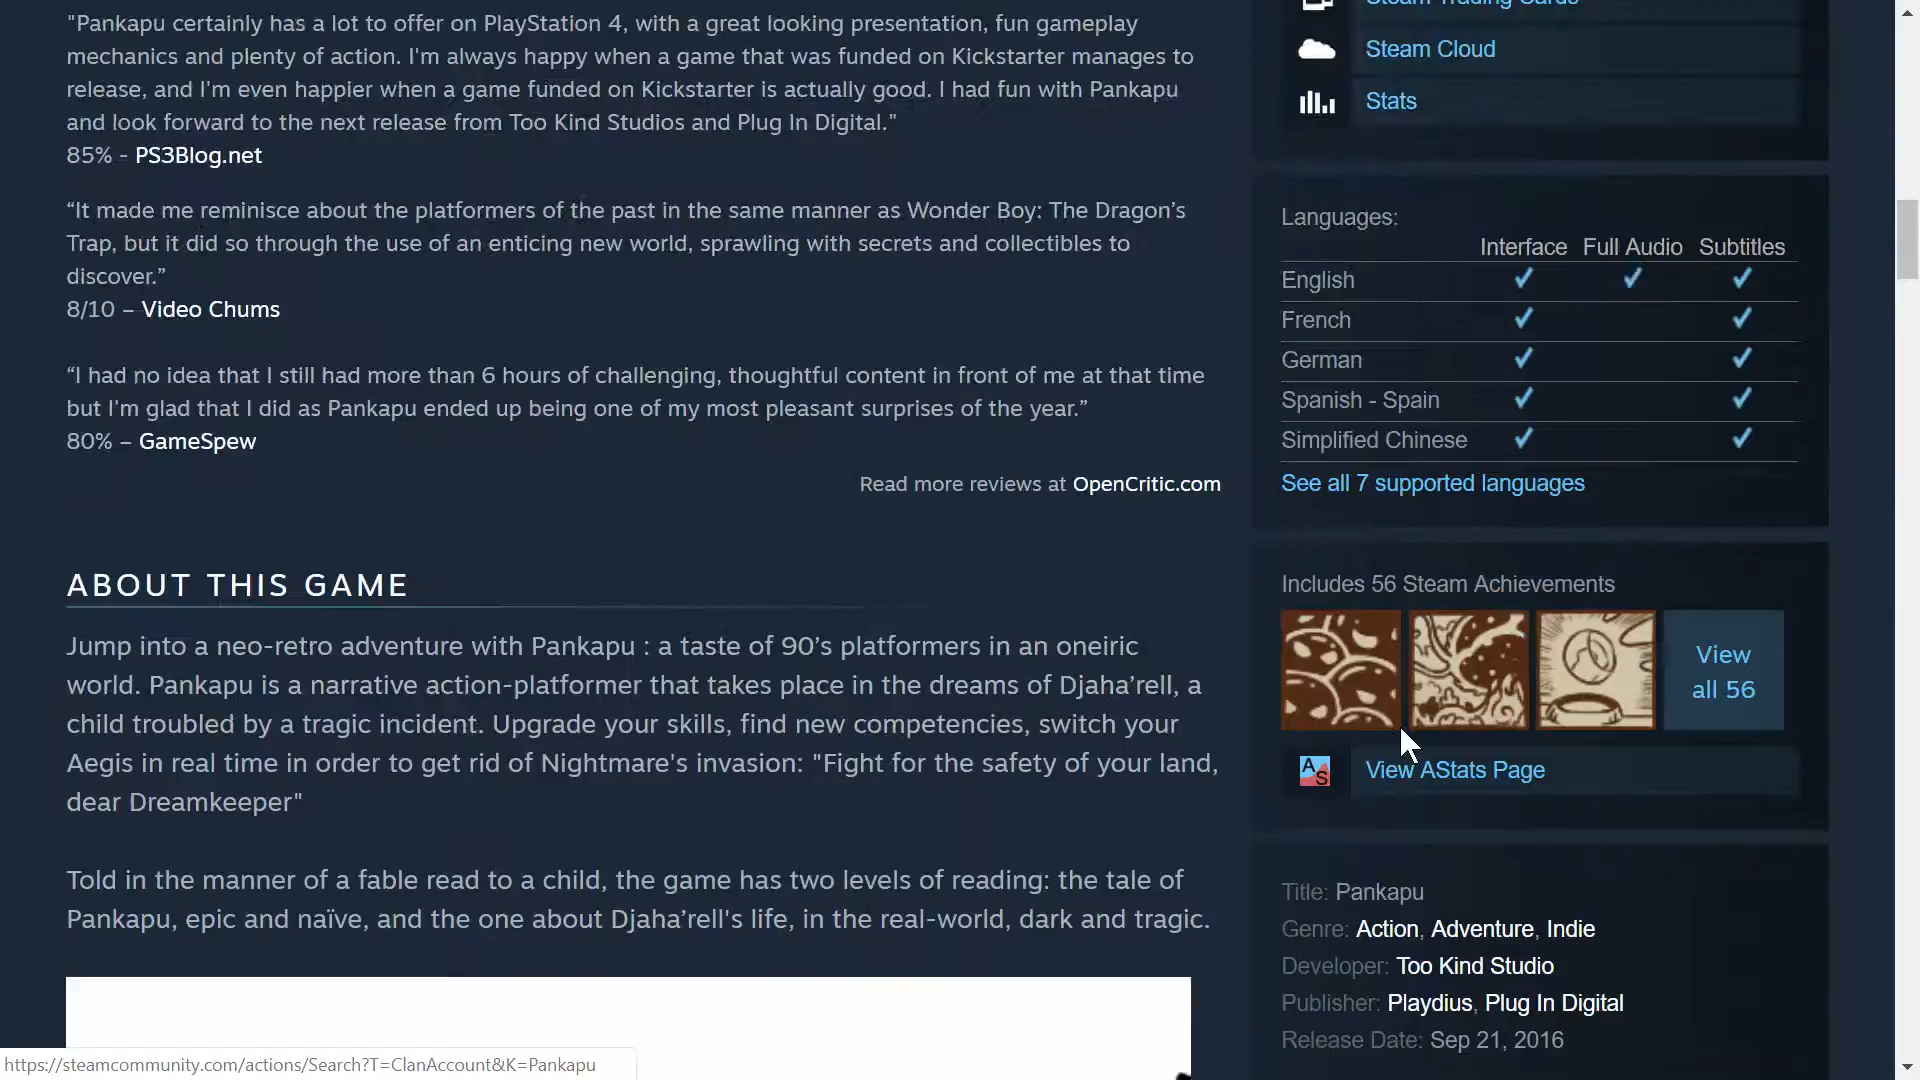 "Pankapu certainly has a lot to offer on PlayStation 4, with a great looking presentation, fun gameplay
mechanics and plenty of action. I'm always happy when a game that was funded on Kickstarter manages to
release, and I'm even happier when a game funded on Kickstarter is actually good. I had fun with Pankapu
and look forward to the next release from Too Kind Studios and Plug In Digital."
85% - PS3Blog.net
“It made me reminisce about the platformers of the past in the same manner as Wonder Boy: The Dragon’s
Trap, but it did so through the use of an enticing new world, sprawling with secrets and collectibles to
discover.”
8/10 – Video Chums
“I had no idea that I still had more than 6 hours of challenging, thoughtful content in front of me at that time
but I'm glad that I did as Pankapu ended up being one of my most pleasant surprises of the year.”
80% – GameSpew
Read more reviews at OpenCritic.com
ABOUT THIS GAME
Jump into a neo-retro adventure with Pankapu : a taste of 90’s platformers in an oneiric
world. Pankapu is a narrative action-platformer that takes place in the dreams of Djaha’rell, a
child troubled by a tragic incident. Upgrade your skills, find new competencies, switch your
Aegis in real time in order to get rid of Nightmare's invasion: "Fight for the safety of your land,
dear Dreamkeeper"
Told in the manner of a fable read to a child, the game has two levels of reading: the tale of
Pankapu, epic and naïve, and the one about Djaha’rell's life, in the real-world, dark and tragic.
https://steamcommunity.com/actions/Search?T=ClanAccount&K=Pankapu
Steam Trading Cards
Steam Cloud
Stats
Languages:
Interface Full Audio Subtitles
English ✔ ✔ ✔
French ✔ ✔
German ✔ ✔
Spanish - Spain ✔ ✔
Simplified Chinese ✔ ✔
See all 7 supported languages
Includes 56 Steam Achievements
View
all 56
AS
View AStats Page
Title: Pankapu
Genre: Action, Adventure, Indie
Developer: Too Kind Studio
Publisher: Playdius, Plug In Digital
Release Date: Sep 21, 2016